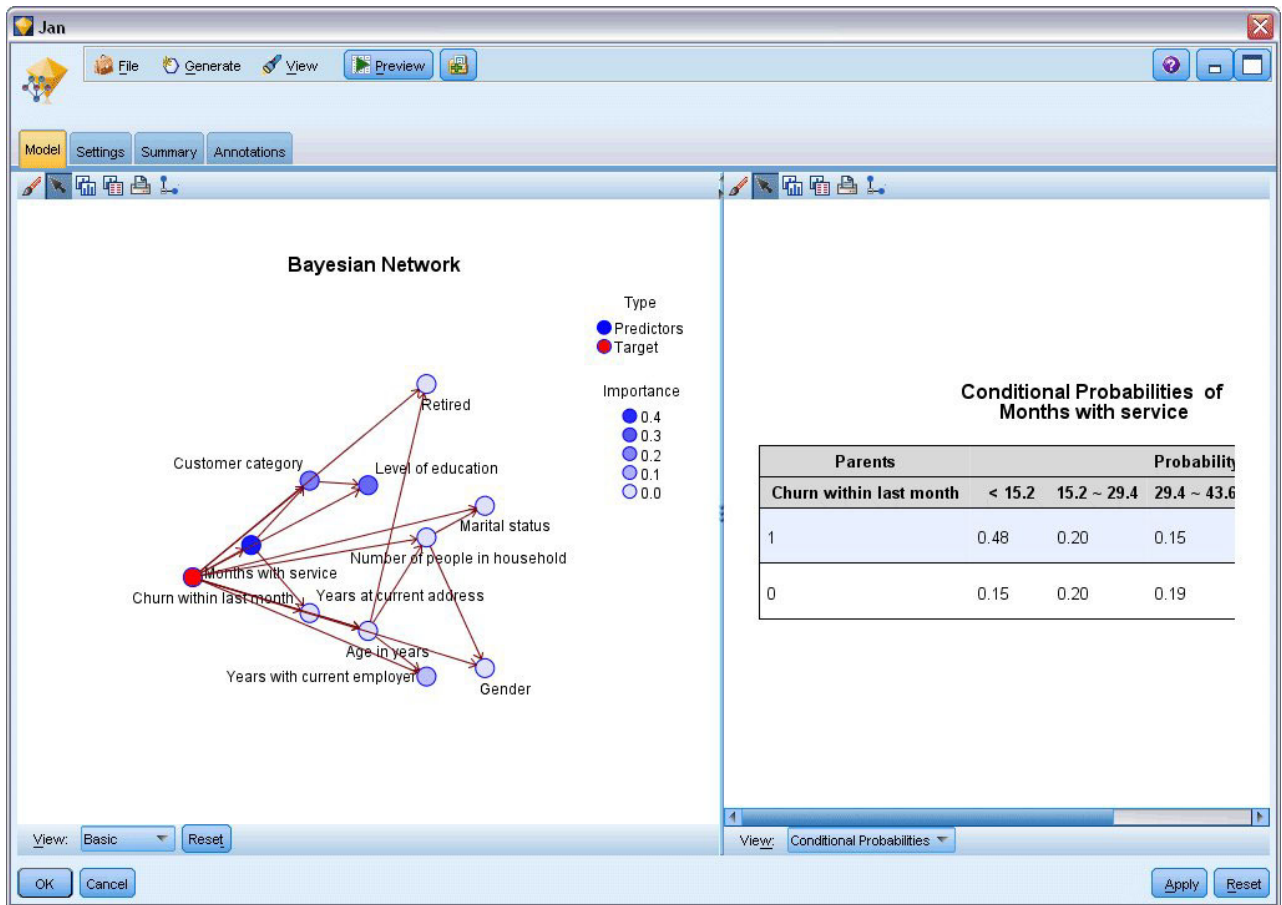 Jan
File Generate View Preview
Model Settings Summary Annotations
Bayesian Network
Type
Predictors
Target
Importance
0.4
0.3
0.2
0.1
0.0
Retired
Customer category
Level of education
Marital status
Number of people in household
Months with service
Churn within last month
Years at current address
Age in years
Years with current employer
Gender
View: Basic Reset
Conditional Probabilities of
Months with service
Parents Probability
Churn within last month < 15.2 15.2 ~ 29.4 29.4 ~ 43.6
1 0.48 0.20 0.15
0 0.15 0.20 0.19
View: Conditional Probabilities
OK Cancel Apply Reset